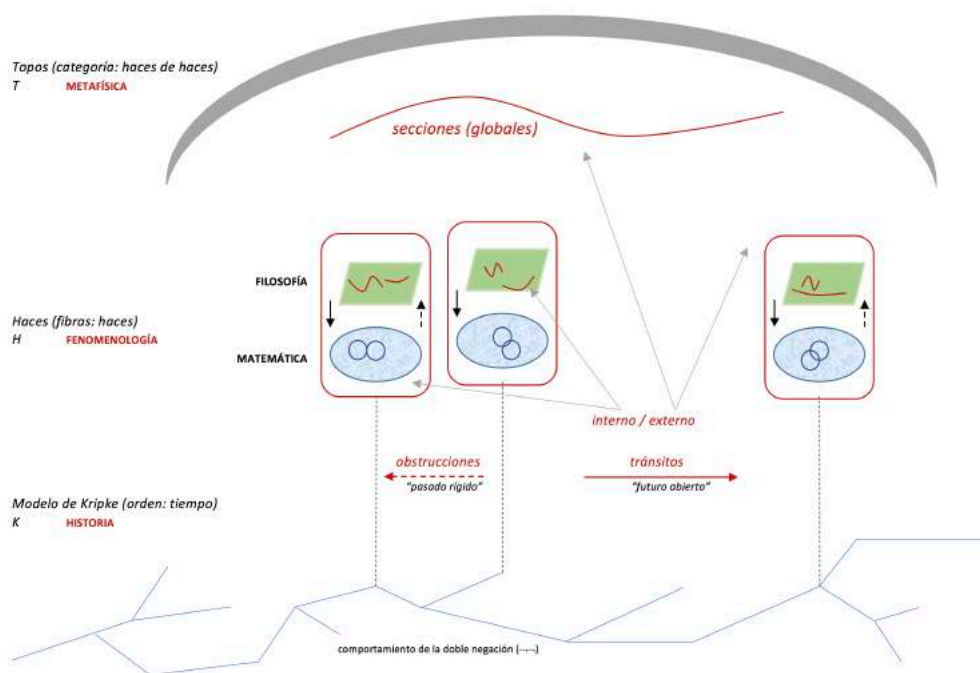 Topos (categoría: haces de haces)
T METAFÍSICA
secciones (globales)
FILOSOFÍA
Haces (fibras: haces)
H FENOMENOLOGÍA
MATEMÁTICA
interno / externo
obstrucciones
"pasado rígido"
tránsitos
"futuro abierto"
Modelo de Kripke (orden: tiempo)
K HISTORIA
comportamiento de la doble negación (¬¬)